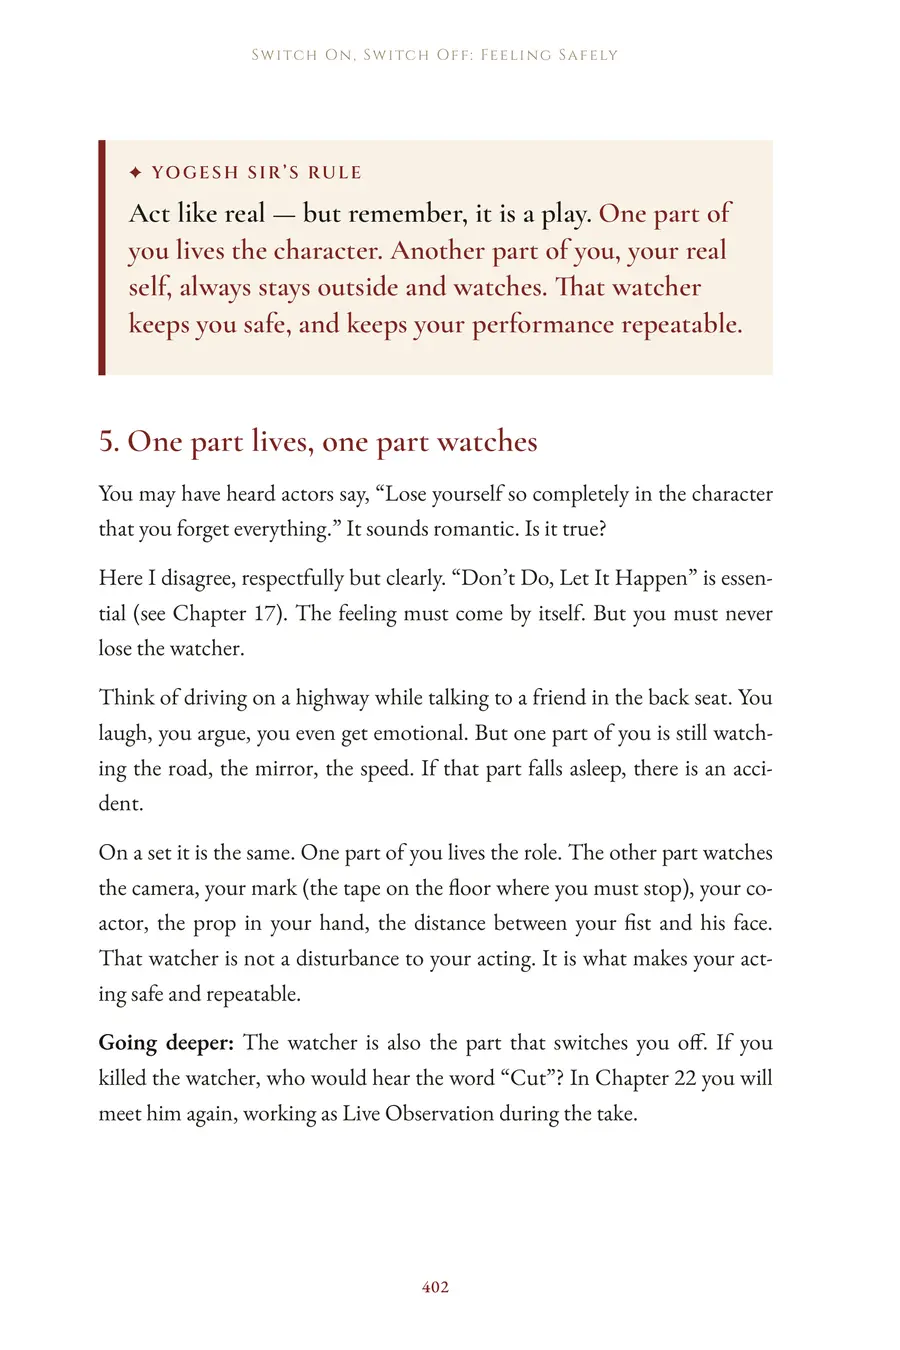 Switch On, Switch Off: Feeling Safely
✦ YOGESH SIR’S RULE
Act like real — but remember, it is a play. One part of
you lives the character. Another part of you, your real
self, always stays outside and watches. That watcher
keeps you safe, and keeps your performance repeatable.
5. One part lives, one part watches
You may have heard actors say, “Lose yourself so completely in the character
that you forget everything.” It sounds romantic. Is it true?
Here I disagree, respectfully but clearly. “Don’t Do, Let It Happen” is essen-
tial (see Chapter 17). The feeling must come by itself. But you must never
lose the watcher.
Think of driving on a highway while talking to a friend in the back seat. You
laugh, you argue, you even get emotional. But one part of you is still watch-
ing the road, the mirror, the speed. If that part falls asleep, there is an acci-
dent.
On a set it is the same. One part of you lives the role. The other part watches
the camera, your mark (the tape on the floor where you must stop), your co-
actor, the prop in your hand, the distance between your fist and his face.
That watcher is not a disturbance to your acting. It is what makes your act-
ing safe and repeatable.
Going deeper: The watcher is also the part that switches you off. If you
killed the watcher, who would hear the word “Cut”? In Chapter 22 you will
meet him again, working as Live Observation during the take.
402